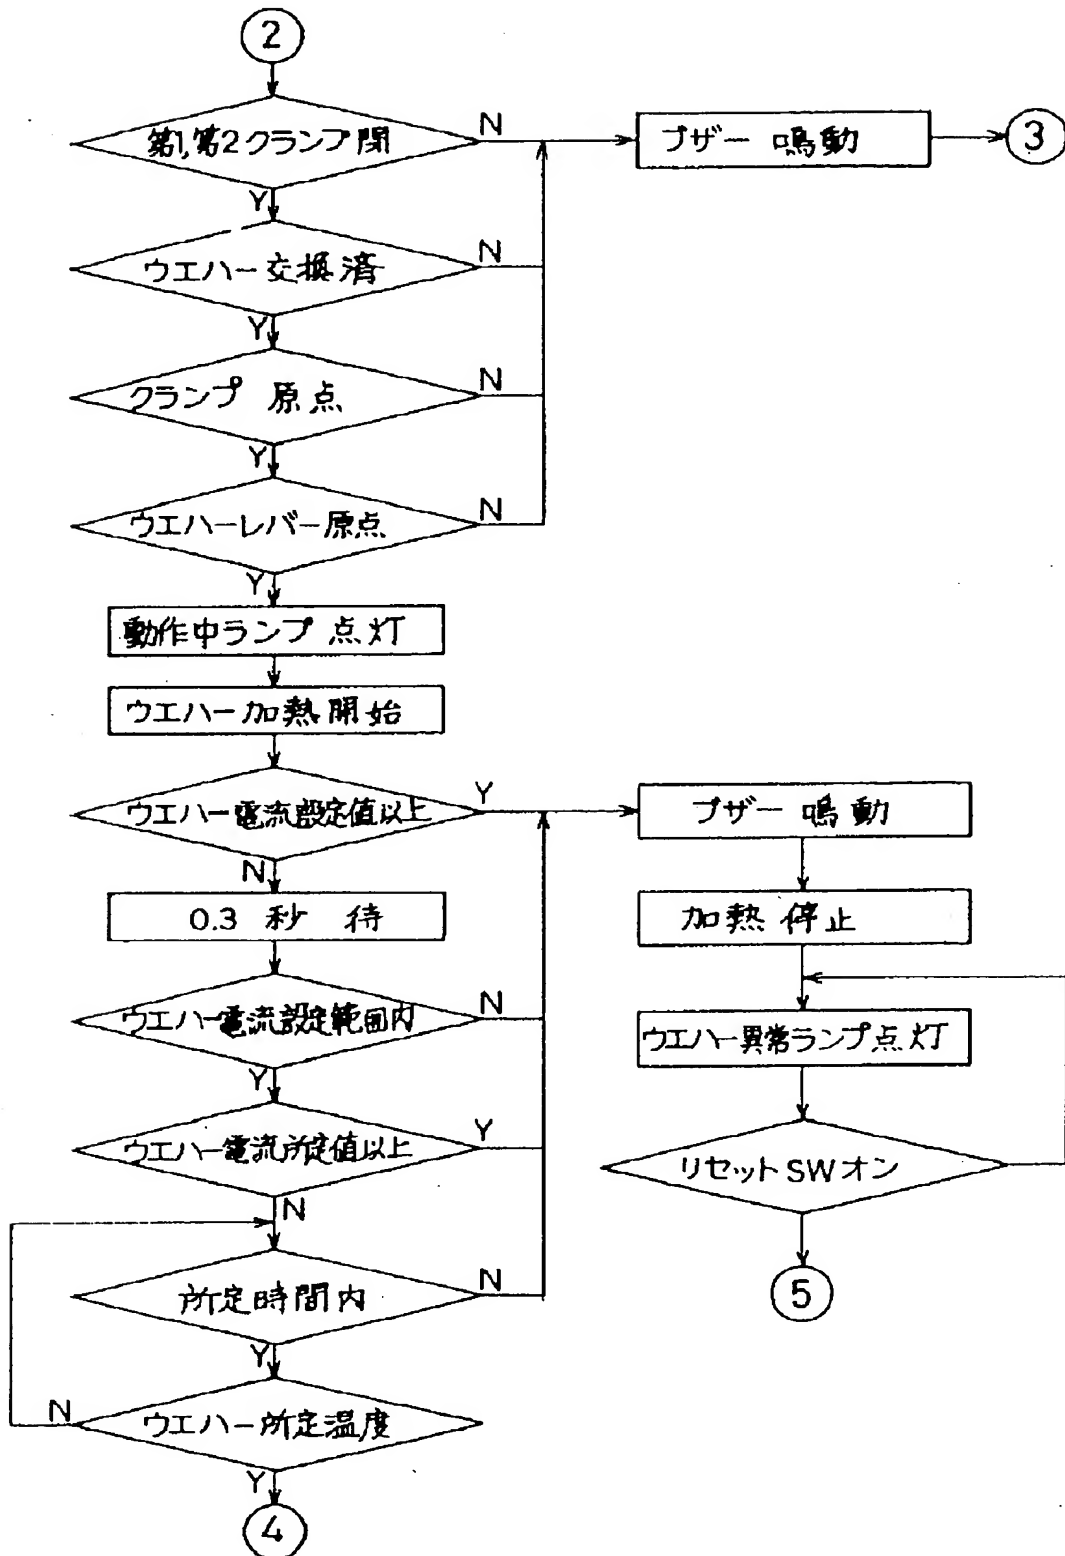 2
第1,第2クランプ閉
N
ブザー 鳴動
3
Y
ウエハー交換済
N
Y
クランプ 原点
N
Y
ウエハーレバー原点
N
Y
動作中ランプ 点灯
ウエハー加熱開始
ウエハー電流設定値以上
Y
ブザー 鳴動
N
0.3 秒 待
加熱停止
ウエハー電流設定範囲内
N
ウエハー異常ランプ点灯
Y
ウエハー電流所定値以上
Y
リセットSWオン
N
所定時間内
N
5
Y
ウエハー所定温度
N
Y
4